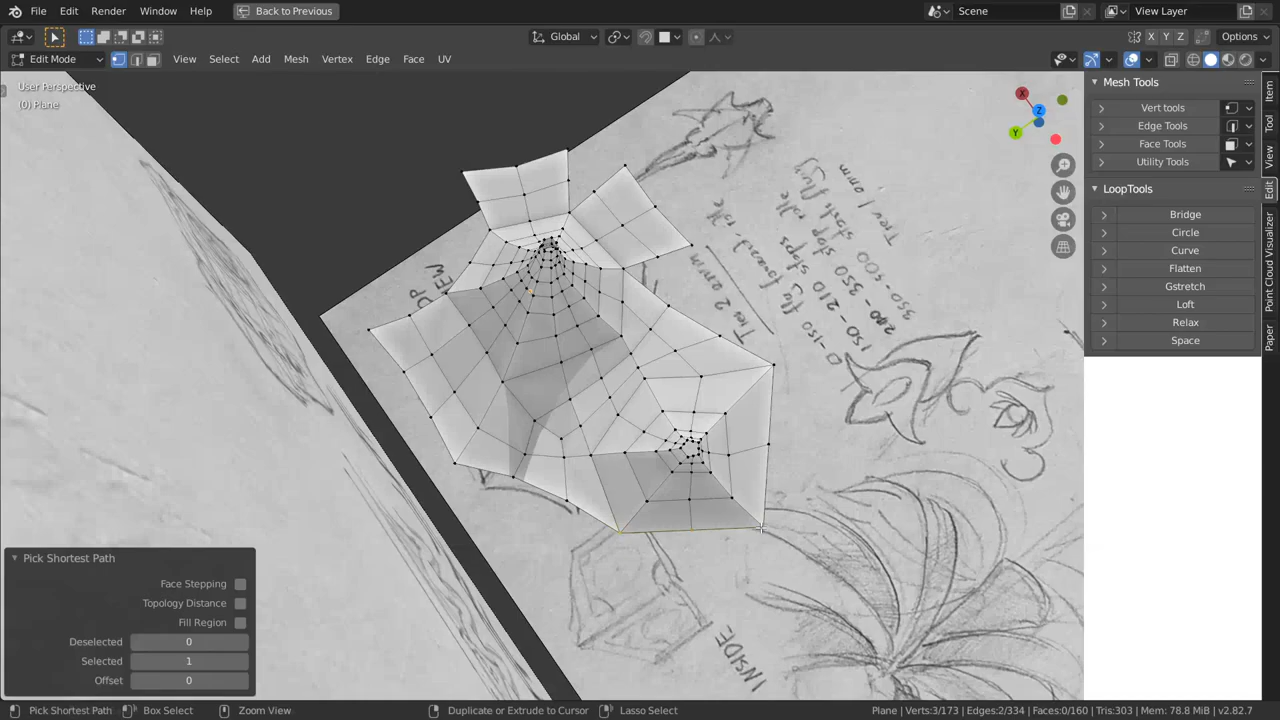 File Edit Render Window Help Back to Previous Scene View Layer
Global X Y Z Options
Edit Mode View Select Add Mesh Vertex Edge Face UV
User Perspective
(0) Plane
X
Z
Y
Mesh Tools
Vert tools
Edge Tools
Face Tools
Utility Tools
LoopTools
Bridge
Circle
Curve
Flatten
Gstretch
Loft
Relax
Space
Item
Tool
View
Edit
Point Cloud Visualizer
Paper
INSIDE
Pick Shortest Path
Face Stepping
Topology Distance
Fill Region
Deselected 0
Selected 1
Offset 0
Pick Shortest Path Box Select Zoom View Duplicate or Extrude to Cursor Lasso Select Plane | Verts:3/173 | Edges:2/334 | Faces:0/160 | Tris:303 | Mem: 78.8 MiB | v2.82.7